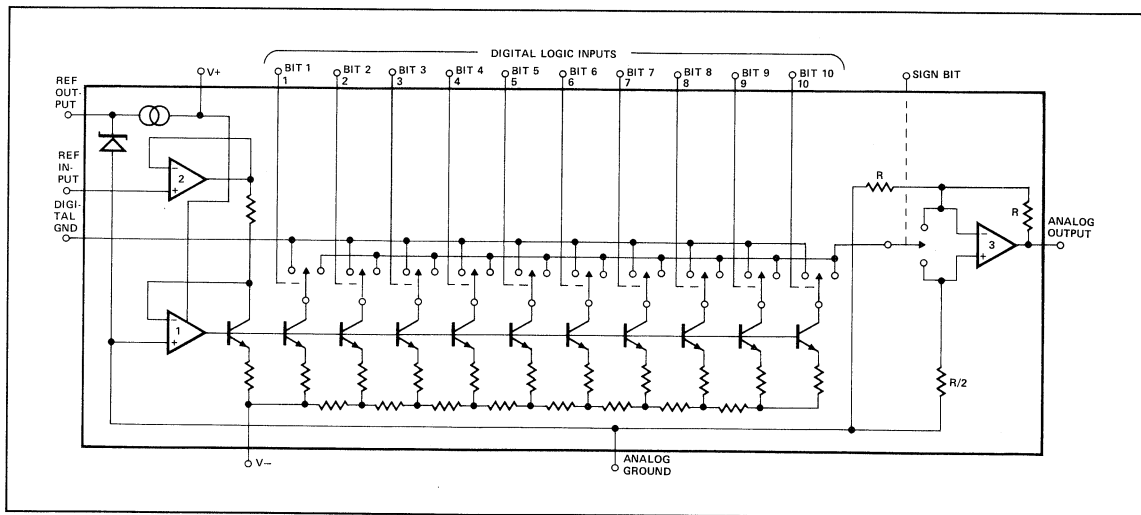 DIGITAL LOGIC INPUTS
V+
BIT 1
1
BIT 2
2
BIT 3
3
BIT 4
4
BIT 5
5
BIT 6
6
BIT 7
7
BIT 8
8
BIT 9
9
BIT 10
10
SIGN BIT
REF
OUT-
PUT
REF
IN-
PUT
DIGI-
TAL
GND
−
2
+
R
R
−
3
+
ANALOG
OUTPUT
−
1
+
R/2
V−
ANALOG
GROUND